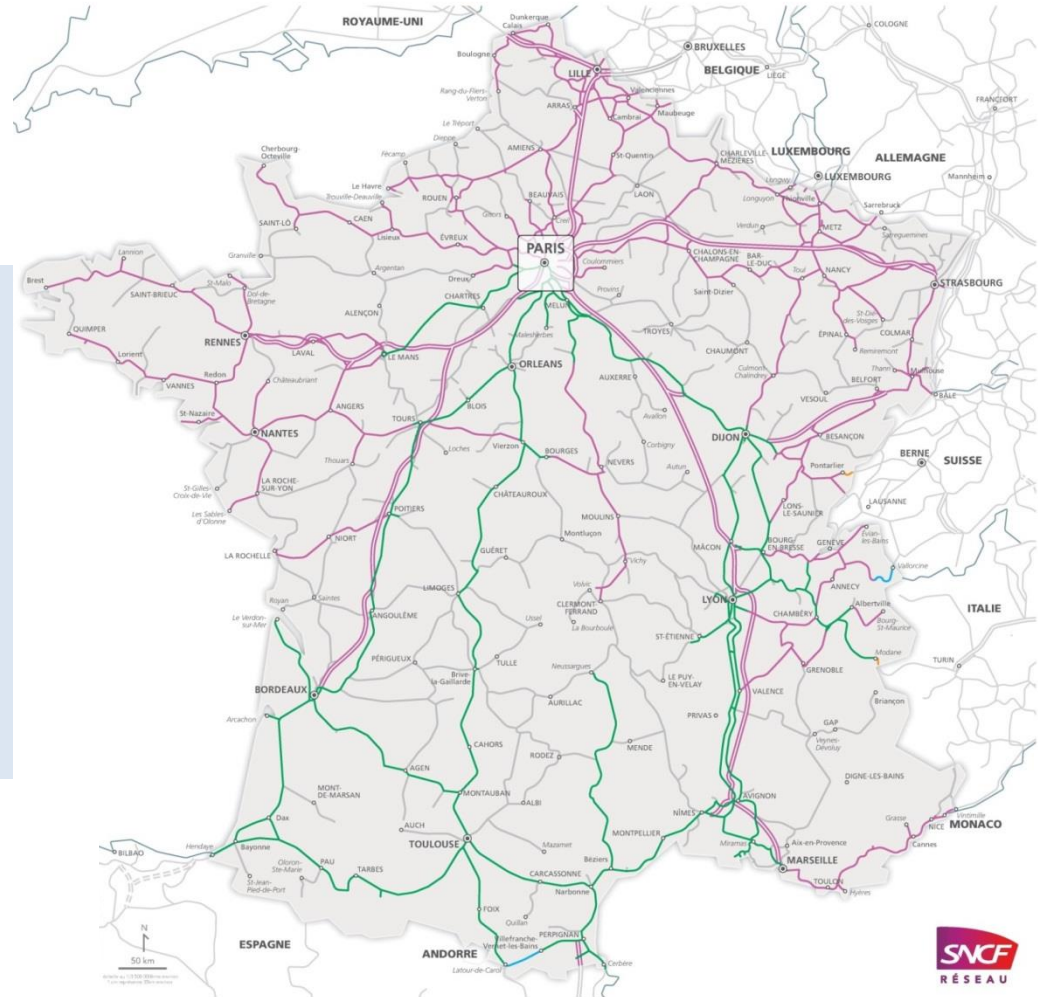 ROYAUME-UNI
Dunkerque
Calais
COLOGNE
Boulogne
BRUXELLES
LILLE
BELGIQUE
LIÈGE
Rang-du-Fliers-
Verton
Valenciennes
FRANCFORT
ARRAS
Maubeuge
Cambrai
Le Tréport
Dieppe
AMIENS
St-Quentin
CHARLEVILLE-
MÉZIÈRES
LUXEMBOURG
ALLEMAGNE
Cherbourg-
Octeville
Fécamp
LUXEMBOURG
Mannheim
Le Havre
Trouville-Deauville
ROUEN
BEAUVAIS
LAON
Longuy
Longuyon
Thionville
Sarrebruck
SAINT-LÔ
CAEN
Lisieux
Gisors
Creil
Verdun
METZ
Sarreguemines
ÉVREUX
PARIS
CHALONS-EN-
CHAMPAGNE
BAR-
LE-DUC
Granville
Argentan
Dreux
Coulommiers
Toul
NANCY
STRASBOURG
Lannion
Brest
SAINT-BRIEUC
St-Malo
Dol-de-
Bretagne
ALENÇON
CHARTRES
MELUN
Provins
Saint-Dizier
St-Dié-
des-Vosges
QUIMPER
RENNES
LAVAL
LE MANS
Malesherbes
TROYES
ÉPINAL
COLMAR
CHAUMONT
Remiremont
Lorient
Redon
Châteaubriant
ORLEANS
AUXERRE
Culmont-
Chalindrey
Thann
Mulhouse
VANNES
BLOIS
Avallon
VESOUL
BELFORT
BÂLE
St-Nazaire
ANGERS
TOURS
NANTES
Loches
Vierzon
BOURGES
Corbigny
DIJON
BESANÇON
BERNE
SUISSE
Thouars
NEVERS
Autun
Pontarlier
St-Gilles-
Croix-de-Vie
LA ROCHE-
SUR-YON
CHÂTEAUROUX
LONS-
LE-SAUNIER
LAUSANNE
Les Sables
d'Olonne
POITIERS
MOULINS
NIORT
Montluçon
MÂCON
BOURG-
EN-BRESSE
GENÈVE
Évian-
les-Bains
LA ROCHELLE
GUÉRET
Vichy
Vallorcine
Volvic
ANNECY
Royan
Saintes
LIMOGES
CLERMONT-
FERRAND
LYON
Albertville
ITALIE
Le Verdon-
sur-Mer
ANGOULÊME
Ussel
La Bourboule
CHAMBÉRY
Bourg-
St-Maurice
ST-ÉTIENNE
Modane
PÉRIGUEUX
TULLE
Brive-
la-Gaillarde
Neussargues
TURIN
LE PUY-
EN-VELAY
GRENOBLE
BORDEAUX
AURILLAC
VALENCE
Briançon
Arcachon
PRIVAS
GAP
Veynes-
Dévoluy
CAHORS
RODEZ
MENDE
AGEN
DIGNE-LES-BAINS
MONT-
DE-MARSAN
MONTAUBAN
ALBI
NÎMES
AVIGNON
Vintimille
Dax
AUCH
Grasse
NICE
MONACO
MONTPELLIER
Miramas
Cannes
BILBAO
Hendaye
Bayonne
TOULOUSE
Mazamet
Aix-en-Provence
Oloron-
Ste-Marie
PAU
Béziers
MARSEILLE
St-Jean-
Pied-de-Port
TARBES
CARCASSONNE
Narbonne
TOULON
Hyères
FOIX
Quillan
N
50 km
ESPAGNE
Villefranche-
Vernet-les-Bains
PERPIGNAN
ANDORRE
Latour-de-Carol
Cerbère
SNCF
RÉSEAU